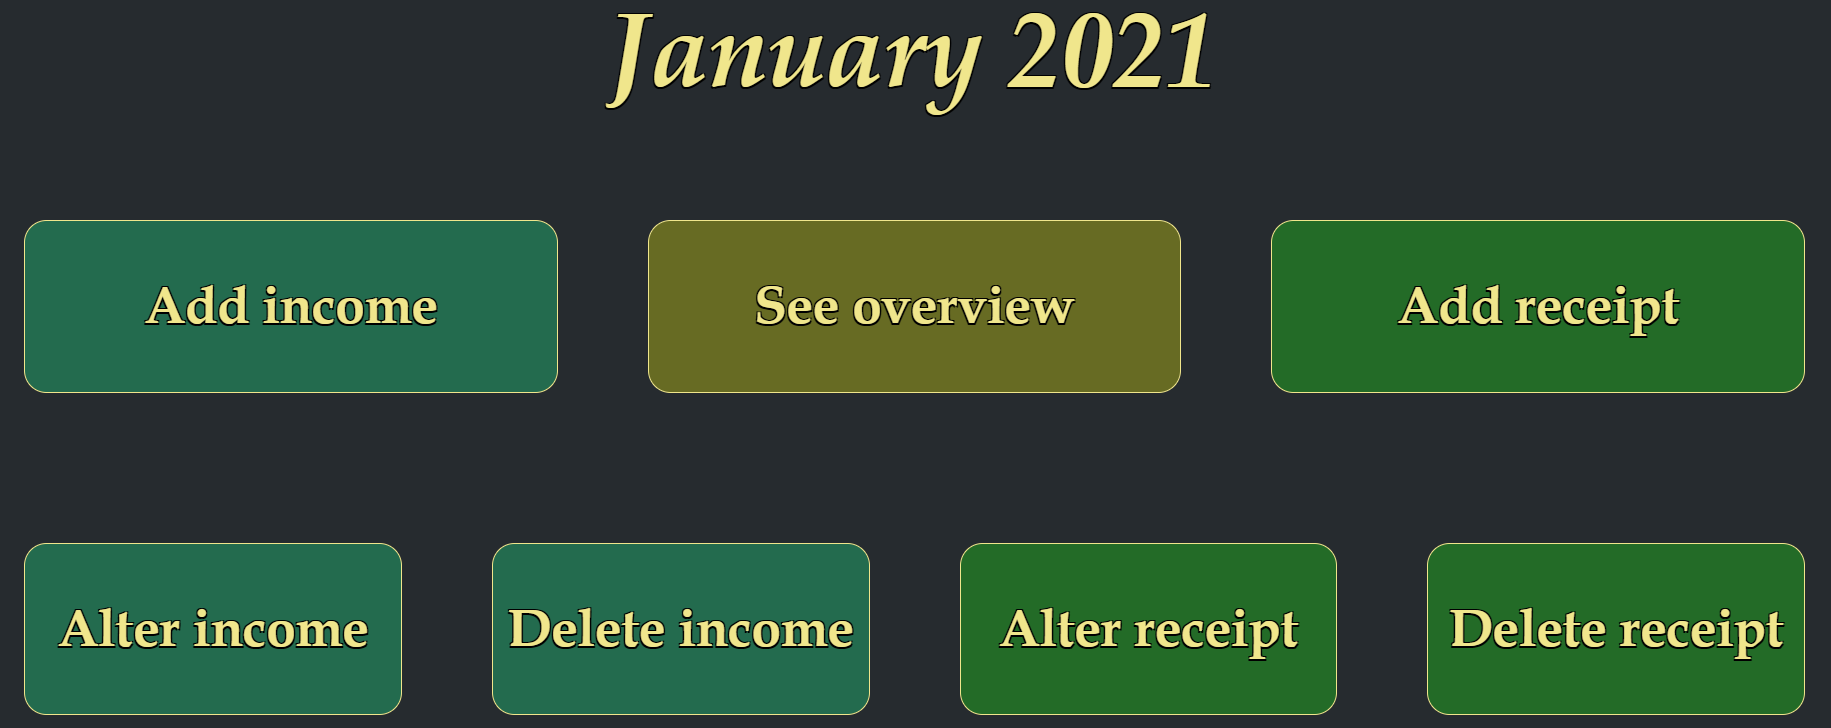 January 2021
Add income
See overview
Add receipt
Alter income
Delete income
Alter receipt
Delete receipt